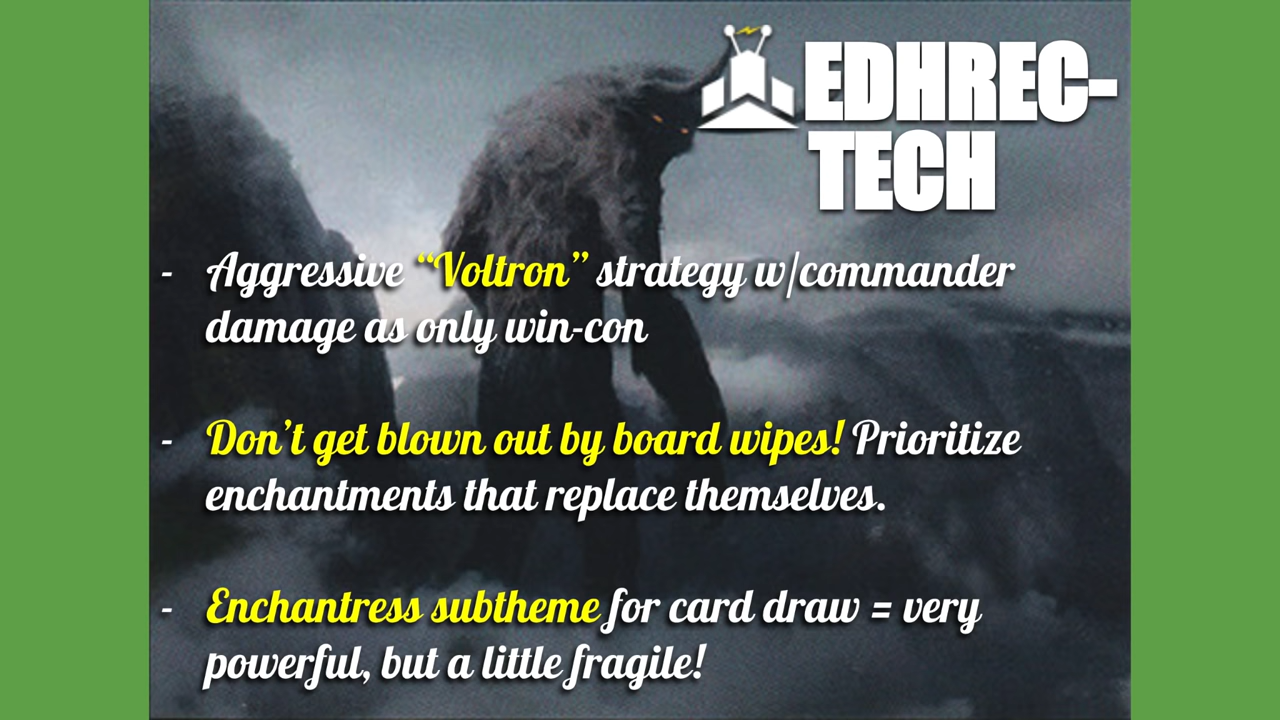 EDHREC-
TECH
- Aggressive “Voltron” strategy w/commander
damage as only win-con
- Don’t get blown out by board wipes! Prioritize
enchantments that replace themselves.
- Enchantress subtheme for card draw = very
powerful, but a little fragile!